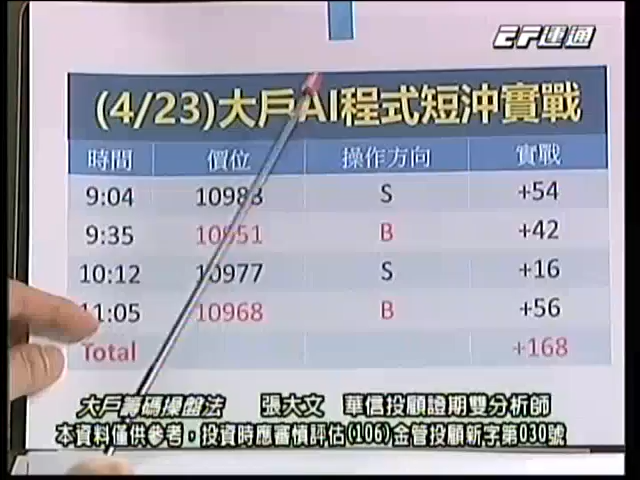 EF運通
(4/23)大戶AI程式短沖實戰
時間 價位 操作方向 實戰
9:04 10983 S +54
9:35 10951 B +42
10:12 10977 S +16
11:05 10968 B +56
Total +168
大戶籌碼操盤法 張大文 華信投顧證期雙分析師
本資料僅供參考，投資時應審慎評估(106)金管投顧新字第030號